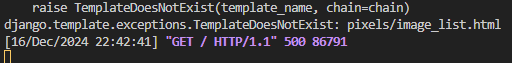 raise TemplateDoesNotExist(template_name, chain=chain)
django.template.exceptions.TemplateDoesNotExist: pixels/image_list.html
[16/Dec/2024 22:42:41] "GET / HTTP/1.1" 500 86791